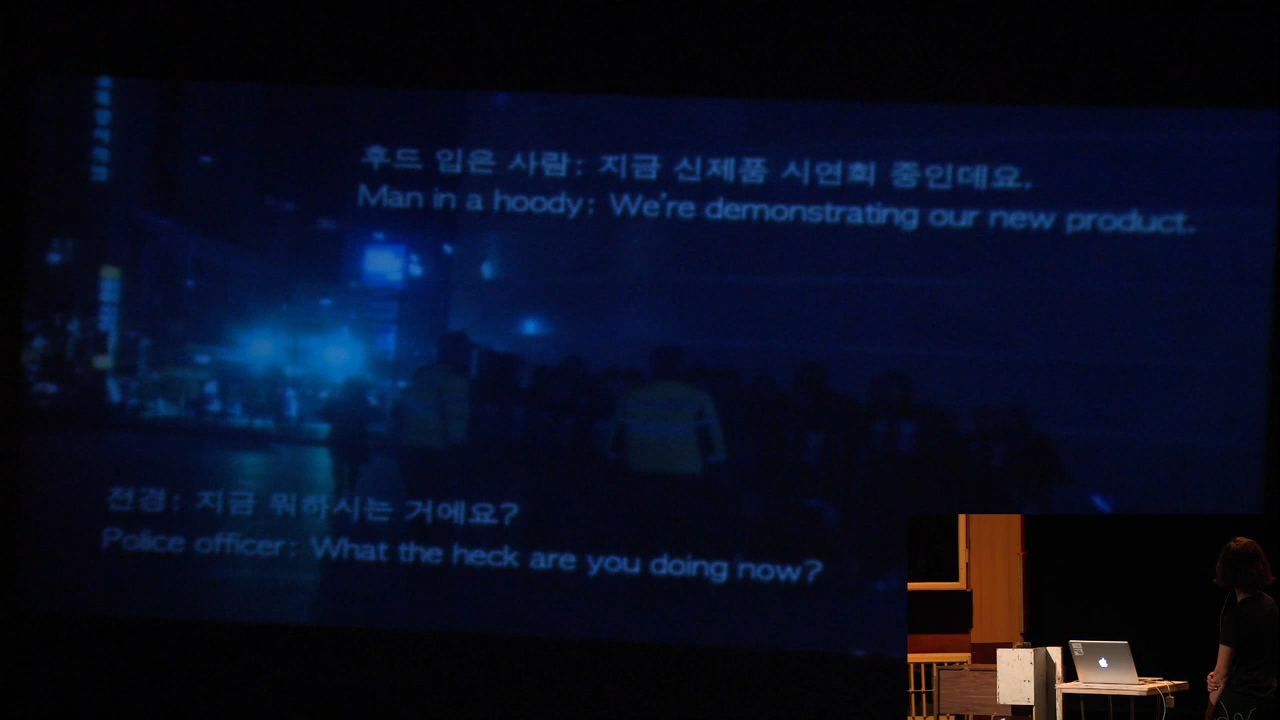 후드 입은 사람: 지금 신제품 시연회 중인데요.
Man in a hoody: We're demonstrating our new product.
전경: 지금 뭐하시는 거에요?
Police officer: What the heck are you doing now?